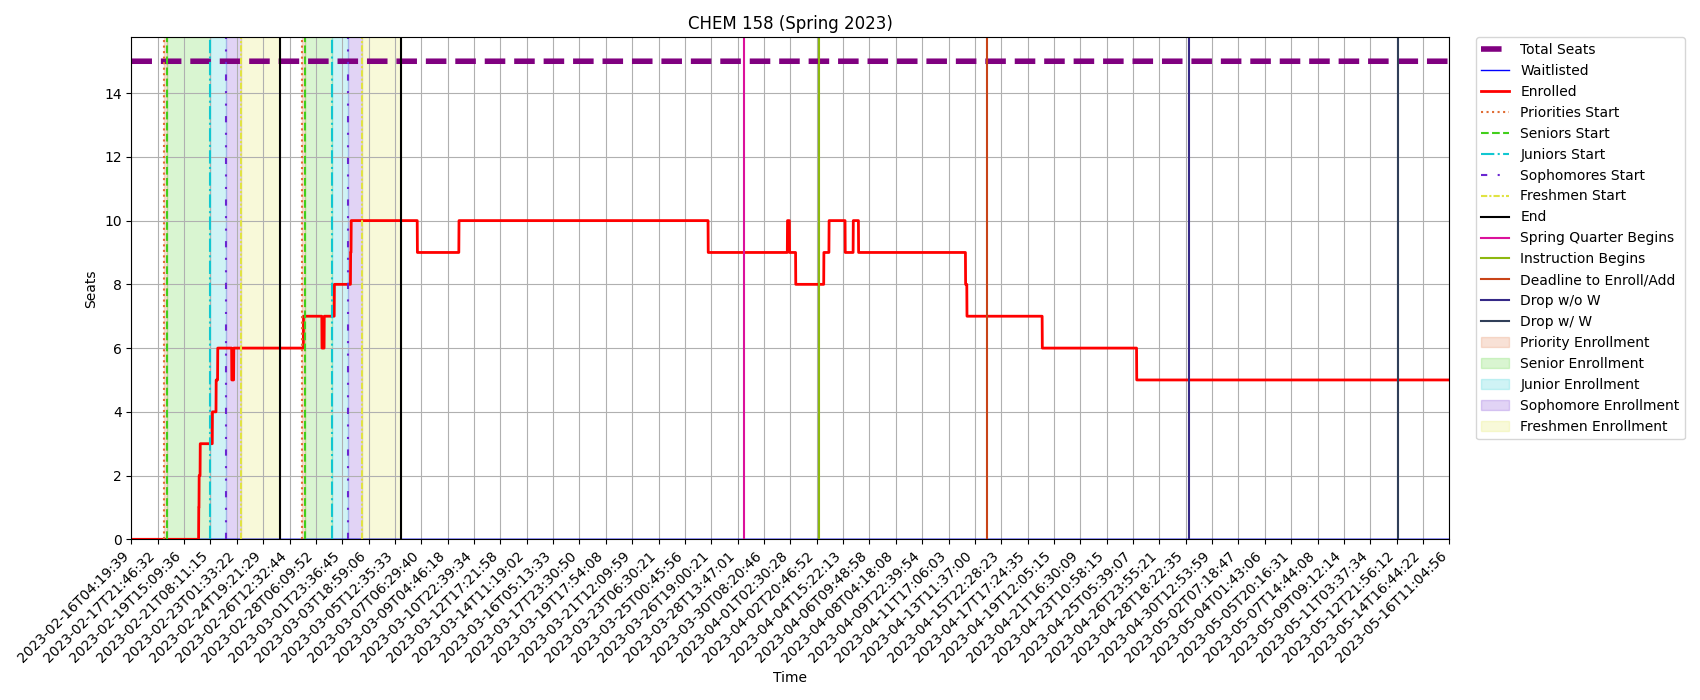 CHEM 158 (Spring 2023)
Seats
14
12
10
8
6
4
2
0
2023-02-16T04:19:39
2023-02-17T21:46:32
2023-02-19T15:09:36
2023-02-21T08:11:15
2023-02-23T01:33:22
2023-02-24T19:21:29
2023-02-26T12:32:44
2023-02-28T06:09:52
2023-03-01T23:36:45
2023-03-03T18:59:06
2023-03-05T12:35:33
2023-03-07T06:29:40
2023-03-09T04:46:18
2023-03-10T22:39:34
2023-03-12T17:21:58
2023-03-14T11:19:02
2023-03-16T05:13:33
2023-03-17T23:30:50
2023-03-19T17:54:08
2023-03-21T12:09:59
2023-03-23T06:30:21
2023-03-25T00:45:56
2023-03-26T19:00:21
2023-03-28T13:47:01
2023-03-30T08:20:46
2023-04-01T02:30:28
2023-04-02T20:46:52
2023-04-04T15:22:13
2023-04-06T09:48:58
2023-04-08T04:18:08
2023-04-09T22:39:54
2023-04-11T17:06:03
2023-04-13T11:37:00
2023-04-15T22:28:23
2023-04-17T17:24:35
2023-04-19T12:05:15
2023-04-21T16:30:09
2023-04-23T10:58:15
2023-04-25T05:39:07
2023-04-26T23:55:21
2023-04-28T18:22:35
2023-04-30T12:53:59
2023-05-02T07:18:47
2023-05-04T01:43:06
2023-05-05T20:16:31
2023-05-07T14:44:08
2023-05-09T09:12:14
2023-05-11T03:37:34
2023-05-12T21:56:12
2023-05-14T16:44:22
2023-05-16T11:04:56
Time
Total Seats
Waitlisted
Enrolled
Priorities Start
Seniors Start
Juniors Start
Sophomores Start
Freshmen Start
End
Spring Quarter Begins
Instruction Begins
Deadline to Enroll/Add
Drop w/o W
Drop w/ W
Priority Enrollment
Senior Enrollment
Junior Enrollment
Sophomore Enrollment
Freshmen Enrollment